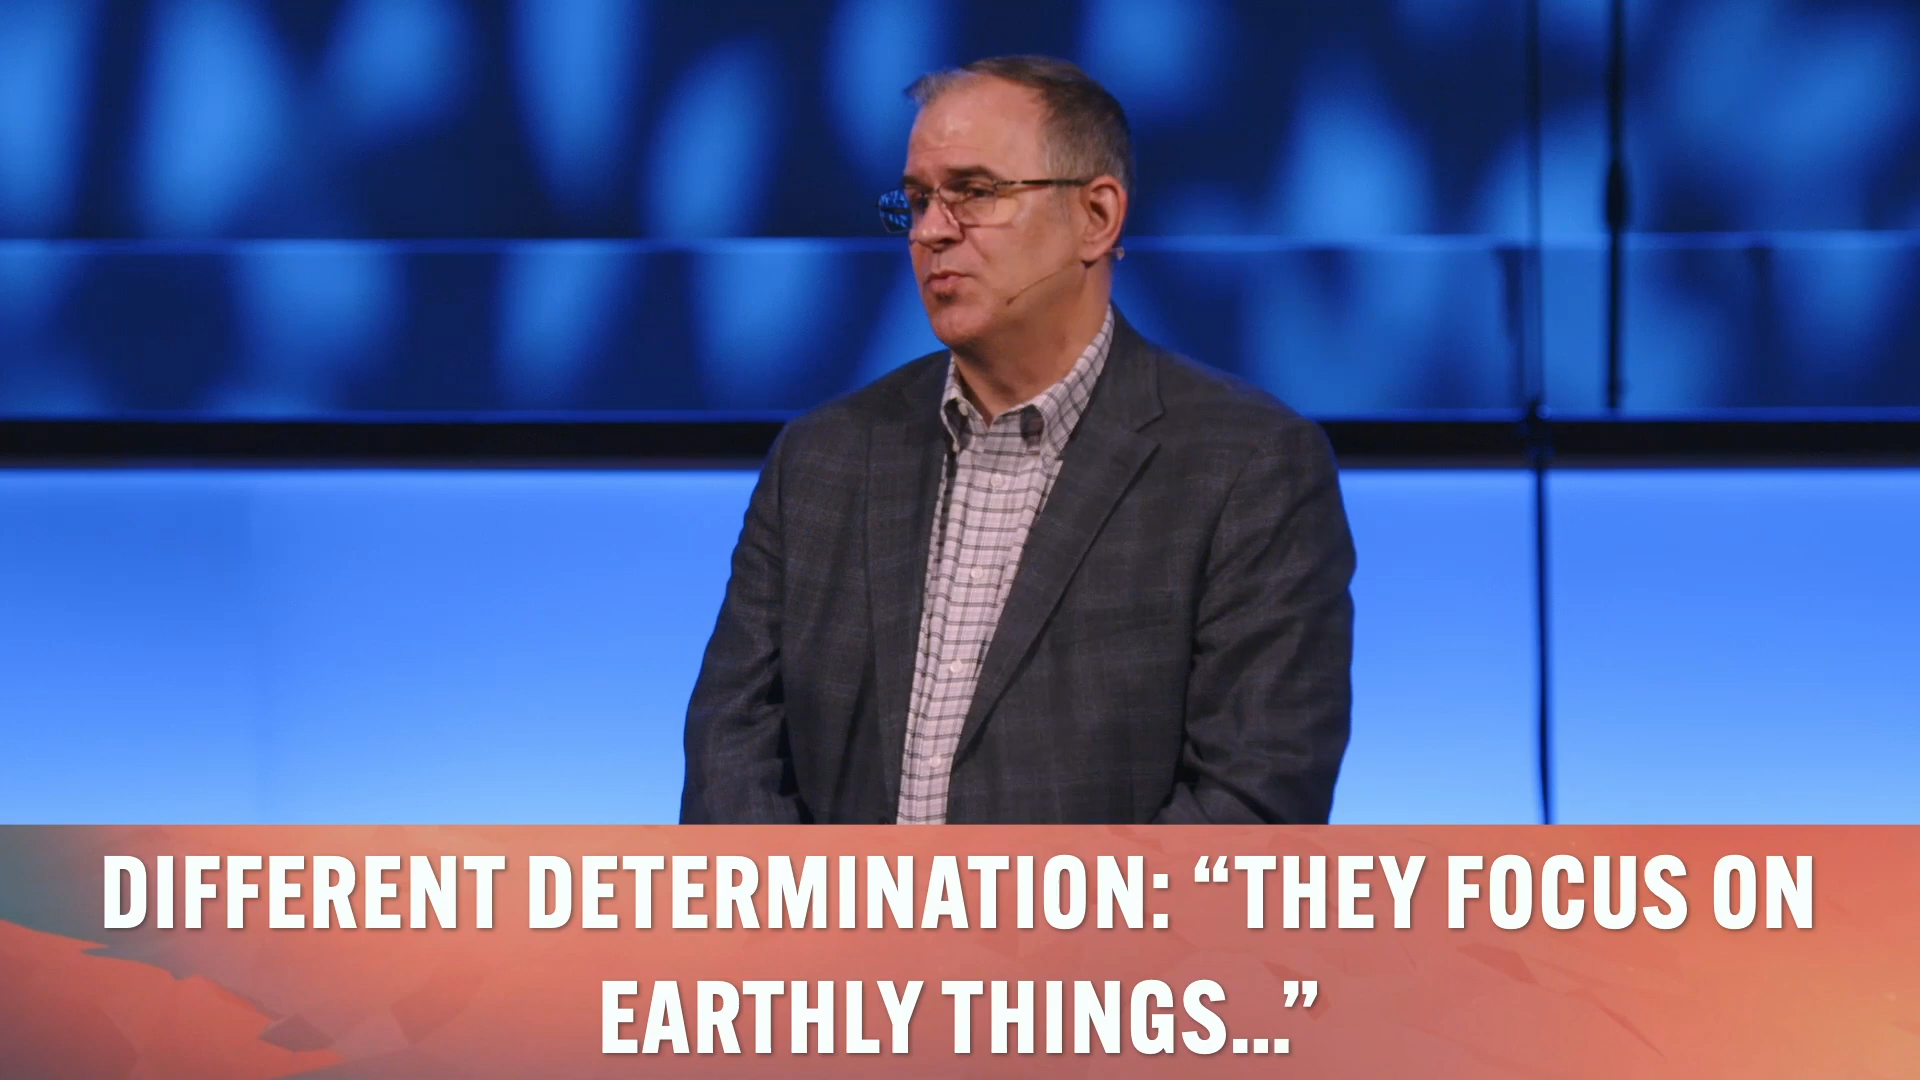 DIFFERENT DETERMINATION: “THEY FOCUS ON
EARTHLY THINGS...”